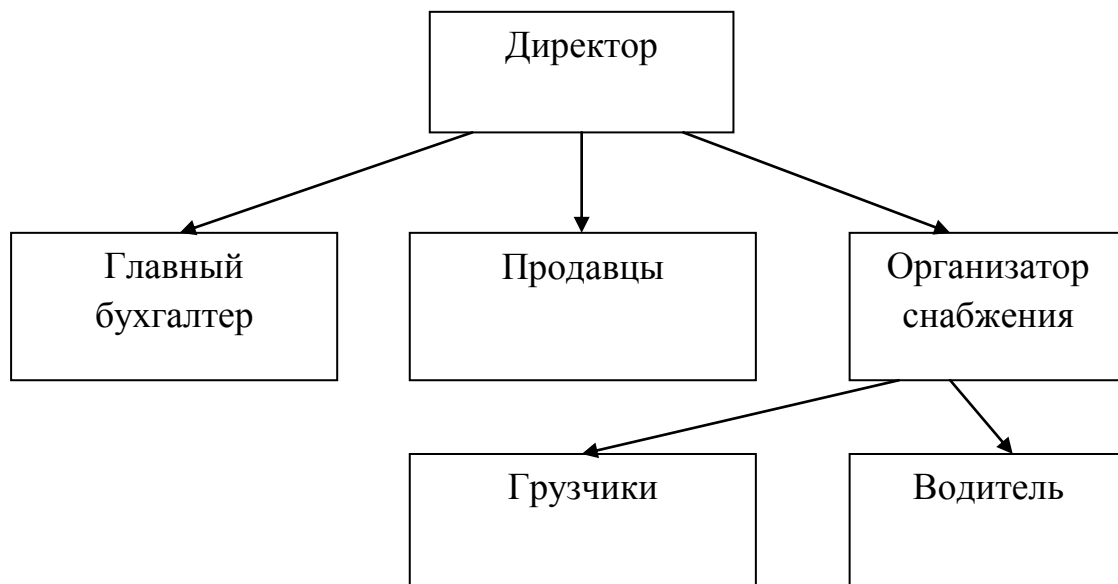 Директор
Главный
бухгалтер
Продавцы
Организатор
снабжения
Грузчики
Водитель